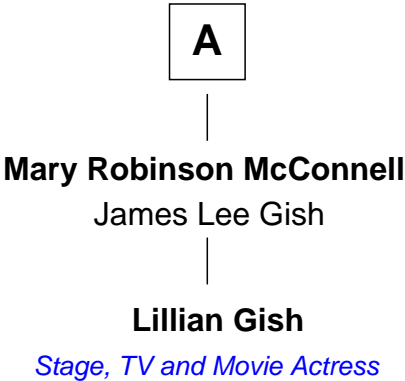 A
Mary Robinson McConnell
James Lee Gish
Lillian Gish
Stage, TV and Movie Actress